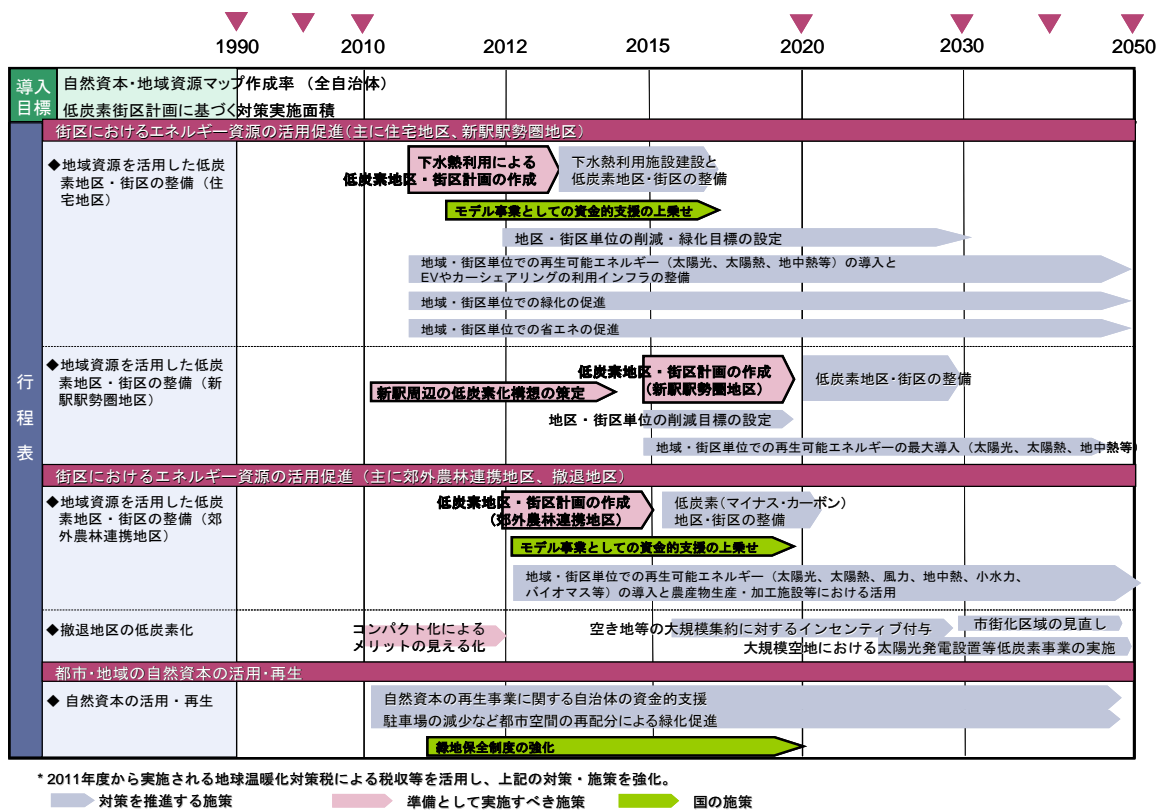 1990 2010 2012 2015 2020 2030 2050
導入
目標
自然資本・地域資源マップ作成率 （全自治体）
低炭素街区計画に基づく対策実施面積
行程表
街区におけるエネルギー資源の活用促進(主に住宅地区、新駅駅勢圏地区)
◆地域資源を活用した低炭
素地区・街区の整備（住
宅地区）
下水熱利用による
低炭素地区・街区計画の作成
下水熱利用施設建設と
低炭素地区・街区の整備
モデル事業としての資金的支援の上乗せ
地区・街区単位の削減・緑化目標の設定
地域・街区単位での再生可能エネルギー（太陽光、太陽熱、地中熱等）の導入と
EVやカーシェアリングの利用インフラの整備
地域・街区単位での緑化の促進
地域・街区単位での省エネの促進
◆地域資源を活用した低炭
素地区・街区の整備（新
駅駅勢圏地区）
新駅周辺の低炭素化構想の策定
低炭素地区・街区計画の作成
（新駅駅勢圏地区）
低炭素地区・街区の整備
地区・街区単位の削減目標の設定
地域・街区単位での再生可能エネルギーの最大導入（太陽光、太陽熱、地中熱等）
街区におけるエネルギー資源の活用促進（主に郊外農林連携地区、撤退地区）
◆地域資源を活用した低炭
素地区・街区の整備（郊
外農林連携地区）
低炭素地区・街区計画の作成
（郊外農林連携地区）
低炭素（マイナス・カーボン）
地区・街区の整備
モデル事業としての資金的支援の上乗せ
地域・街区単位での再生可能エネルギー（太陽光、太陽熱、風力、地中熱、小水力、
バイオマス等）の導入と農産物生産・加工施設等における活用
◆撤退地区の低炭素化
コンパクト化による
メリットの見える化
空き地等の大規模集約に対するインセンティブ付与
市街化区域の見直し
大規模空地における太陽光発電設置等低炭素事業の実施
都市・地域の自然資本の活用・再生
◆ 自然資本の活用・再生
自然資本の再生事業に関する自治体の資金的支援
駐車場の減少など都市空間の再配分による緑化促進
緑地保全制度の強化
* 2011年度から実施される地球温暖化対策税による税収等を活用し、上記の対策・施策を強化。
対策を推進する施策 準備として実施すべき施策 国の施策